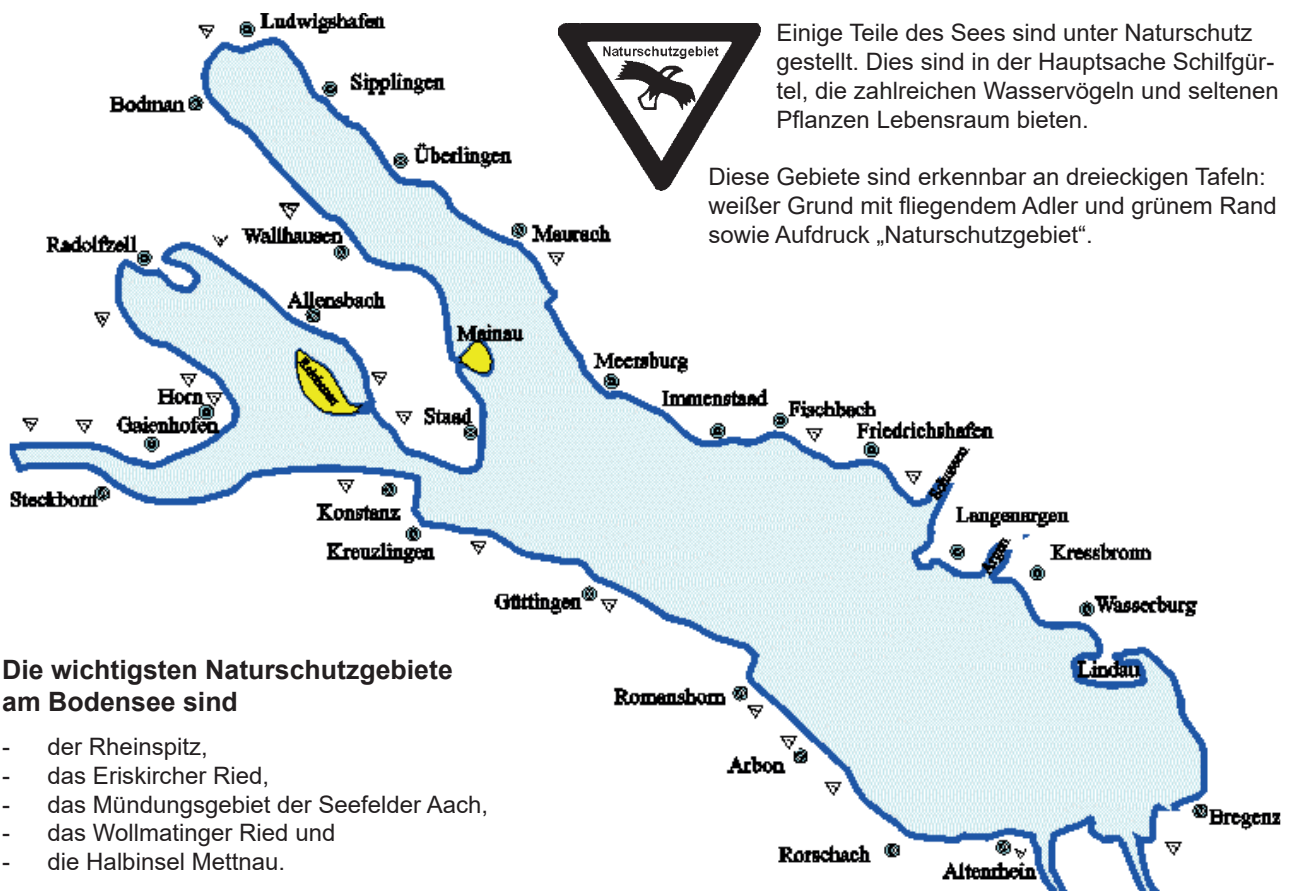 Ludwigshafen
Sipplingen
Bodman
Überlingen
Naturschutzgebiet
Einige Teile des Sees sind unter Naturschutz
gestellt. Dies sind in der Hauptsache Schilfgür-
tel, die zahlreichen Wasservögeln und seltenen
Pflanzen Lebensraum bieten.
Diese Gebiete sind erkennbar an dreieckigen Tafeln:
weißer Grund mit fliegendem Adler und grünem Rand
sowie Aufdruck „Naturschutzgebiet“.
Wallhausen
Maurach
Radolfzell
Allensbach
Mainau
Reichenau
Meersburg
Horn
Gaienhofen
Staad
Immenstaad
Fischbach
Friedrichshafen
Schussen
Steckborn
Konstanz
Kreuzlingen
Langenargen
Argen
Kressbronn
Güttingen
Wasserburg
Lindau
Die wichtigsten Naturschutzgebiete
am Bodensee sind
- der Rheinspitz,
- das Eriskircher Ried,
- das Mündungsgebiet der Seefelder Aach,
- das Wollmatinger Ried und
- die Halbinsel Mettnau.
Romanshorn
Arbon
Rorschach
Altenrhein
Bregenz